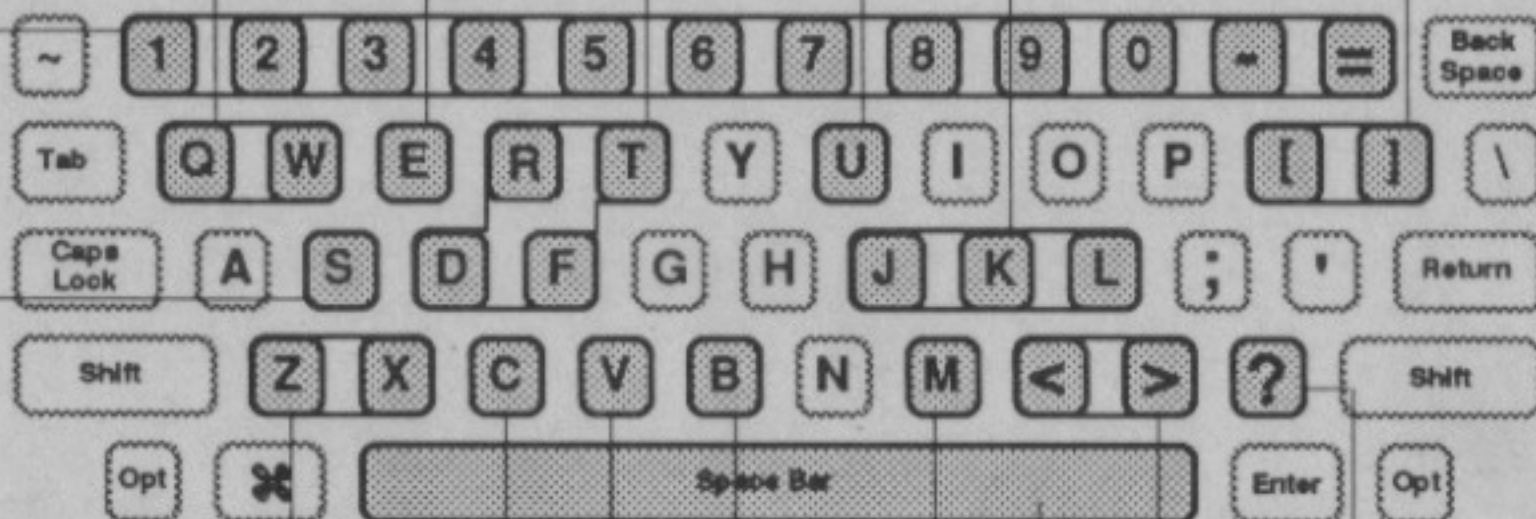 ~ 1 2 3 4 5 6 7 8 9 0 - = Back Space
Tab Q W E R T Y U I O P [ ] \
Caps Lock A S D F G H J K L ; ' Return
Shift Z X C V B N M < > ? Shift
Opt ⌘ Space Bar Enter Opt